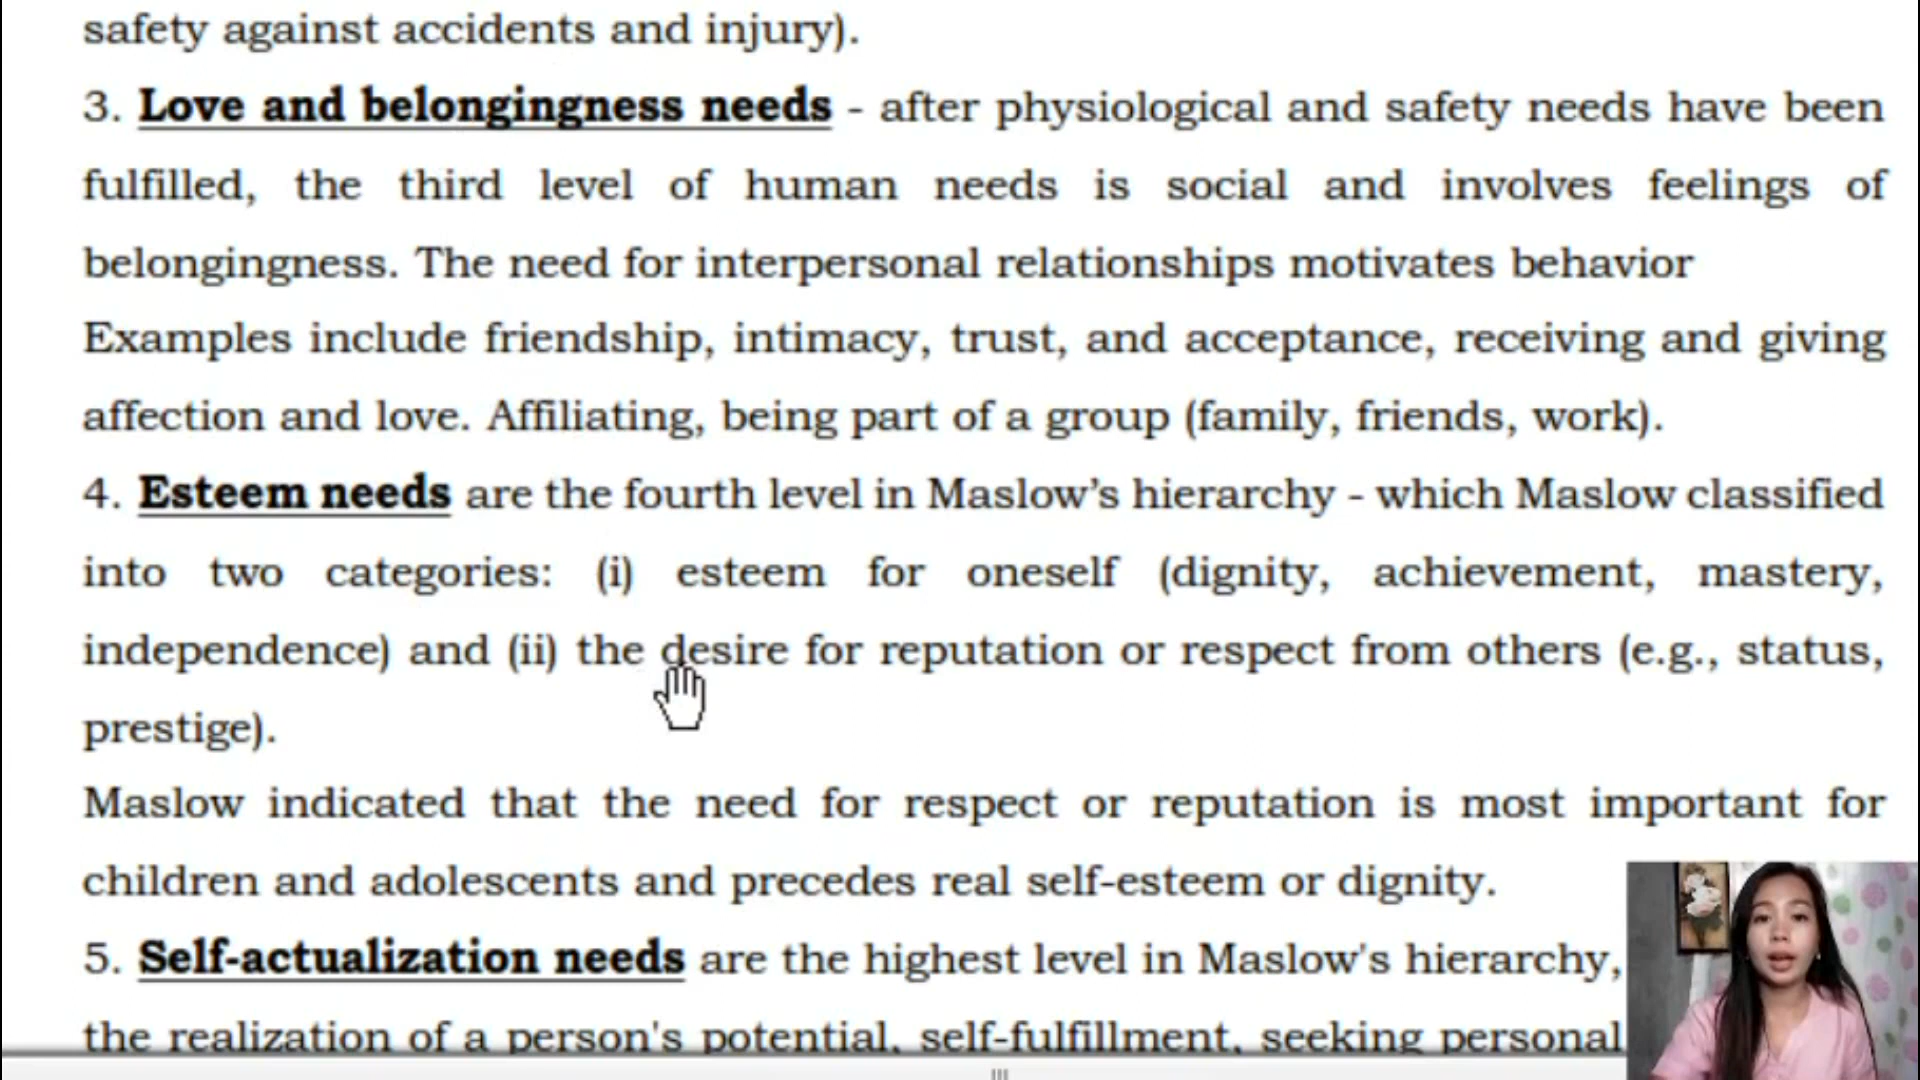 safety against accidents and injury).
3. Love and belongingness needs - after physiological and safety needs have been
fulfilled, the third level of human needs is social and involves feelings of
belongingness. The need for interpersonal relationships motivates behavior
Examples include friendship, intimacy, trust, and acceptance, receiving and giving
affection and love. Affiliating, being part of a group (family, friends, work).
4. Esteem needs are the fourth level in Maslow’s hierarchy - which Maslow classified
into two categories: (i) esteem for oneself (dignity, achievement, mastery,
independence) and (ii) the desire for reputation or respect from others (e.g., status,
prestige).
Maslow indicated that the need for respect or reputation is most important for
children and adolescents and precedes real self-esteem or dignity.
5. Self-actualization needs are the highest level in Maslow's hierarchy,
the realization of a person's potential, self-fulfillment, seeking personal